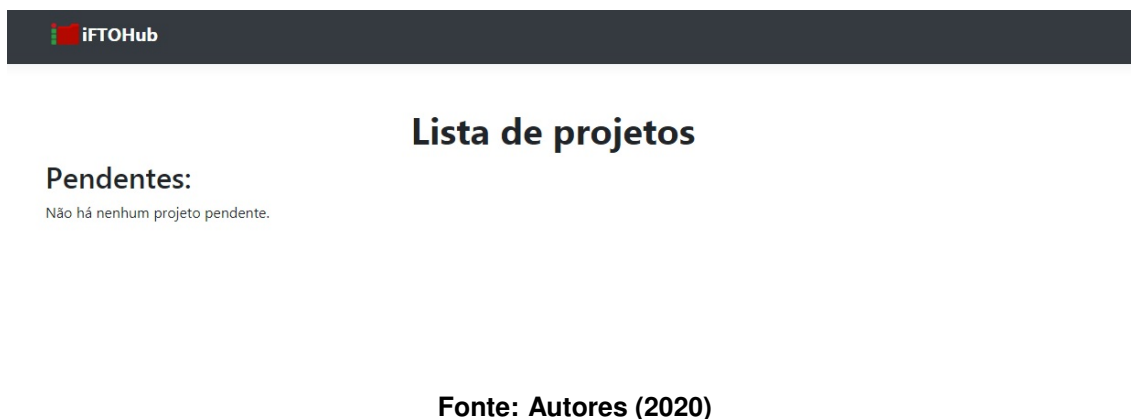 iFTOHub
Lista de projetos
Pendentes:
Não há nenhum projeto pendente.
Fonte: Autores (2020)